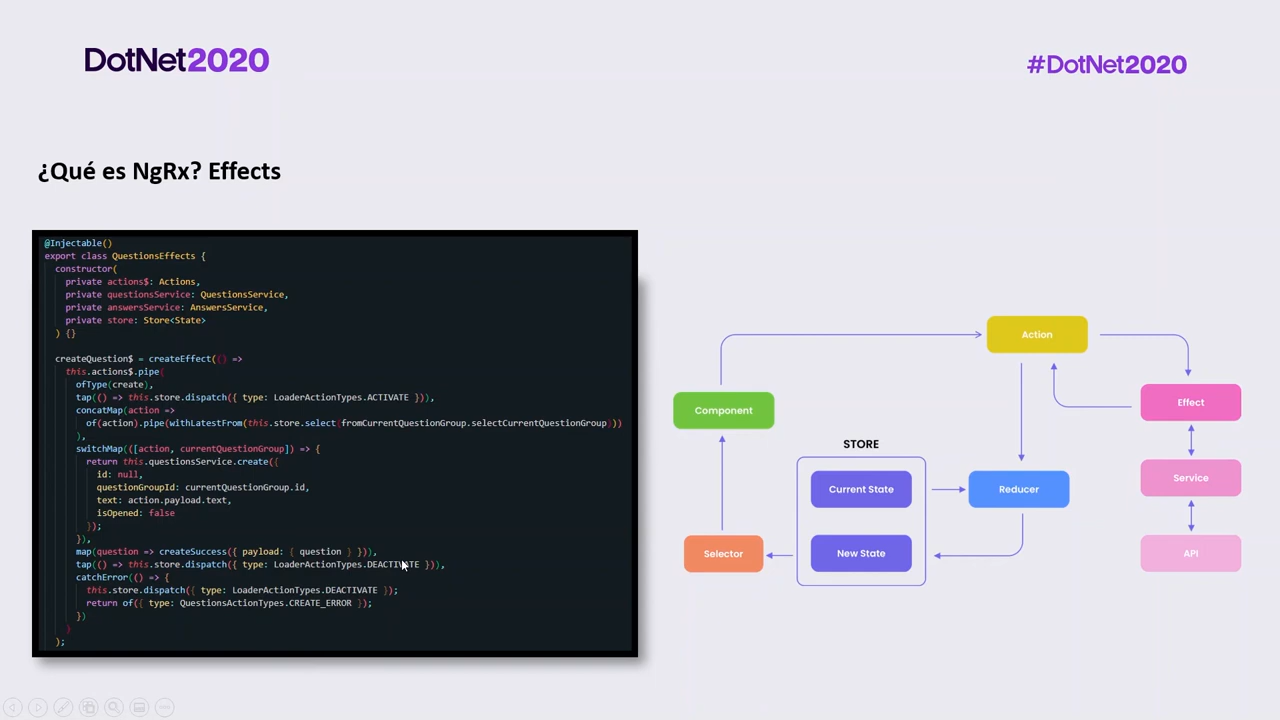 DotNet2020
#DotNet2020
¿Qué es NgRx? Effects
@Injectable()
export class QuestionsEffects {
constructor(
private actions$: Actions,
private questionsService: QuestionsService,
private answersService: AnswersService,
private store: Store<State>
) {}
createQuestion$ = createEffect(() =>
this.actions$.pipe(
ofType(create),
tap(() => this.store.dispatch({ type: LoaderActionTypes.ACTIVATE })),
concatMap(action =>
of(action).pipe(withLatestFrom(this.store.select(fromCurrentQuestionGroup.selectCurrentQuestionGroup)))
),
switchMap(([action, currentQuestionGroup]) => {
return this.questionsService.create({
id: null,
questionGroupId: currentQuestionGroup.id,
text: action.payload.text,
isOpened: false
});
}),
map(question => createSuccess({ payload: { question } })),
tap(() => this.store.dispatch({ type: LoaderActionTypes.DEACTIVATE })),
catchError(() => {
this.store.dispatch({ type: LoaderActionTypes.DEACTIVATE });
return of({ type: QuestionsActionTypes.CREATE_ERROR });
})
)
);
Action
Component
Effect
STORE
Service
Current State
Reducer
Selector
New State
API